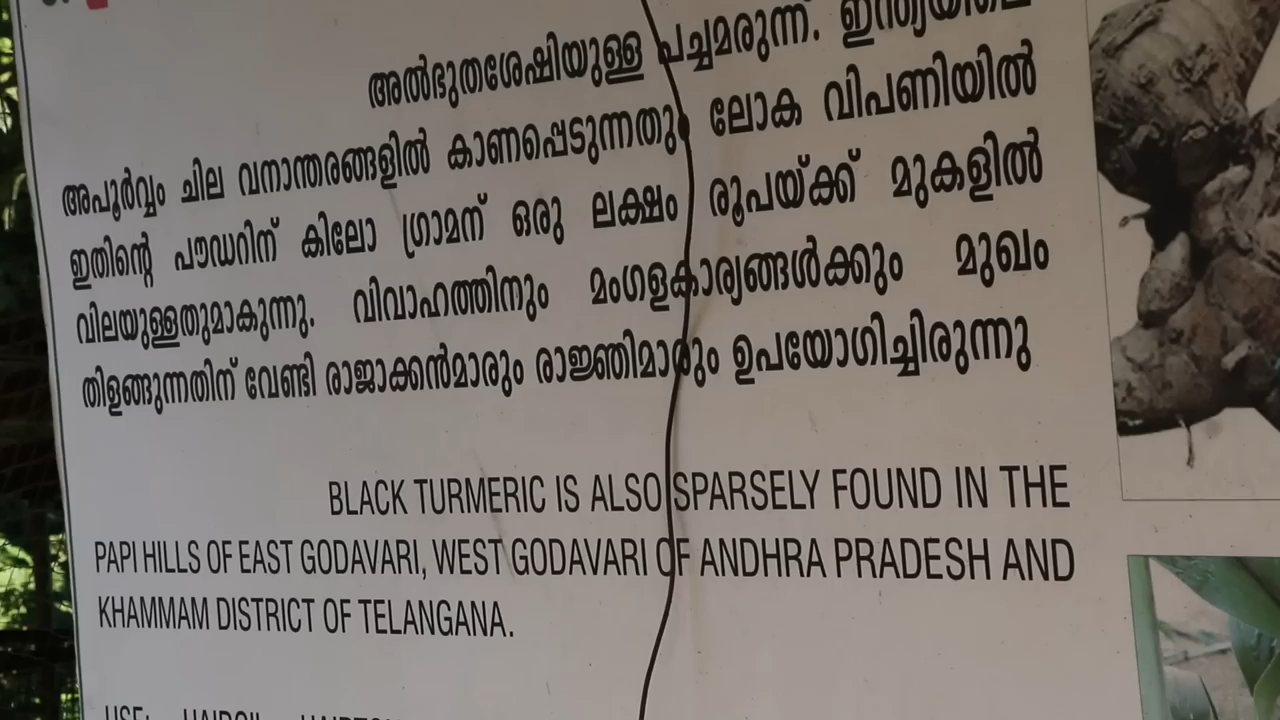 അൽഭുതശേഷിയുള്ള പച്ചമരുന്ന്. ഇന്ത്യയിലെ
അപൂർവ്വം ചില വനാന്തരങ്ങളിൽ കാണപ്പെടുന്നതും ലോക വിപണിയിൽ
ഇതിന്റെ പൗഡറിന് കിലോ ഗ്രാമന് ഒരു ലക്ഷം രൂപയ്ക്ക് മുകളിൽ
വിലയുള്ളതുമാകുന്നു. വിവാഹത്തിനും മംഗളകാര്യങ്ങൾക്കും മുഖം
തിളങ്ങുന്നതിന് വേണ്ടി രാജാക്കൻമാരും രാജ്ഞിമാരും ഉപയോഗിച്ചിരുന്നു
BLACK TURMERIC IS ALSO SPARSELY FOUND IN THE
PAPI HILLS OF EAST GODAVARI, WEST GODAVARI OF ANDHRA PRADESH AND
KHAMMAM DISTRICT OF TELANGANA.
USE: